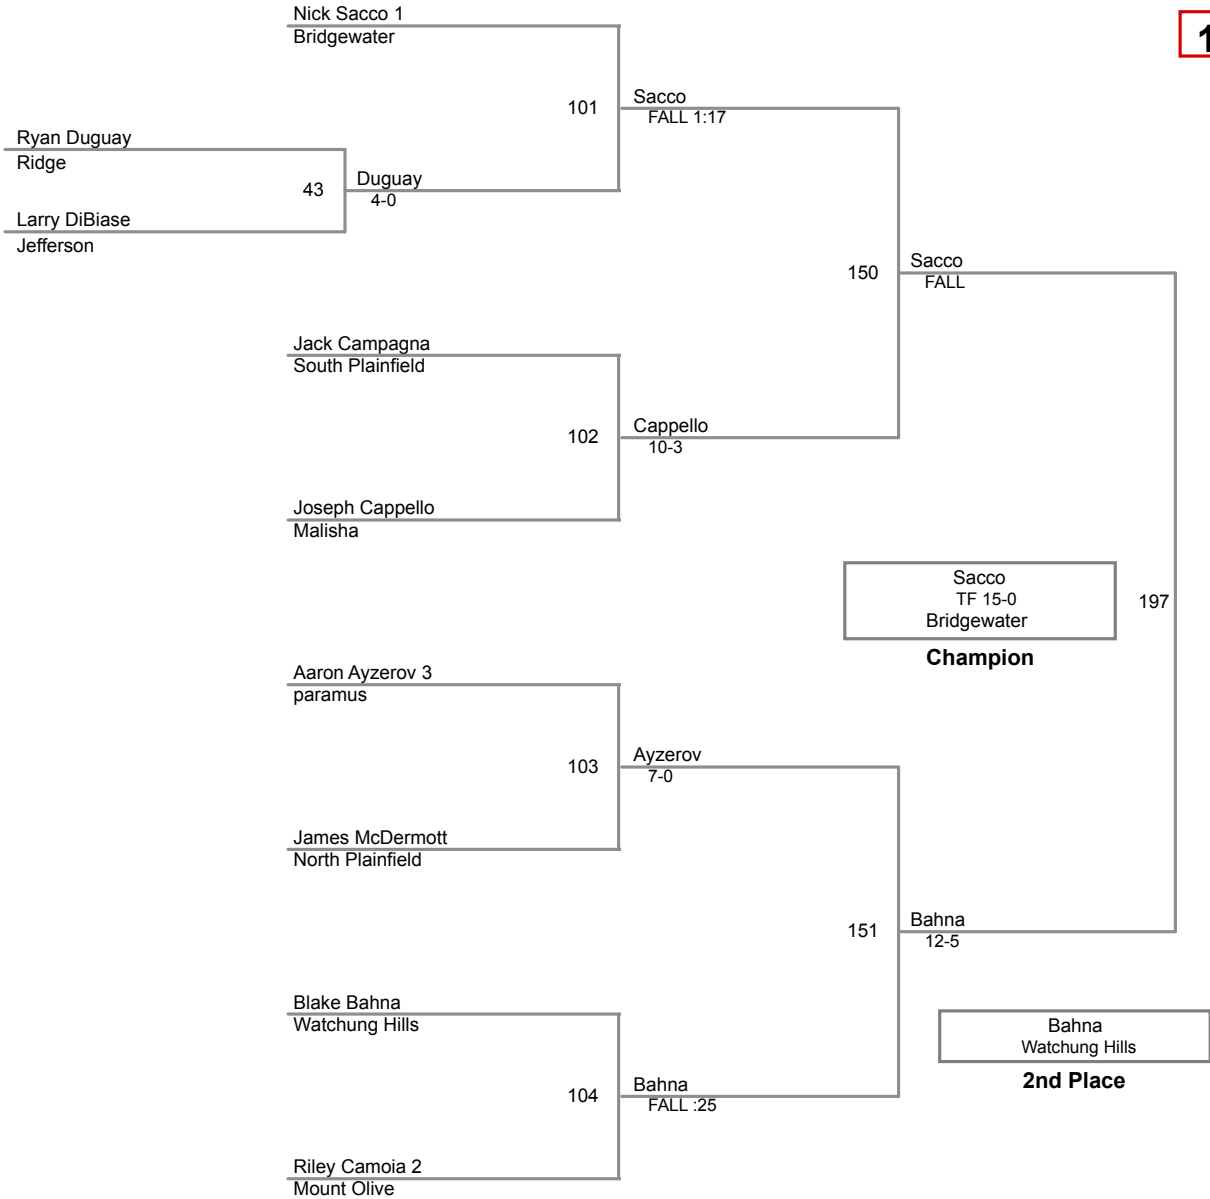 Nick Sacco 1
Bridgewater
1
101
Sacco
FALL 1:17
Ryan Duguay
Ridge
43
Duguay
4-0
Larry DiBiase
Jefferson
150
Sacco
FALL
Jack Campagna
South Plainfield
102
Cappello
10-3
Joseph Cappello
Malisha
Sacco
TF 15-0
Bridgewater
197
Champion
Aaron Ayzerov 3
paramus
103
Ayzerov
7-0
James McDermott
North Plainfield
151
Bahna
12-5
Blake Bahna
Watchung Hills
Bahna
Watchung Hills
2nd Place
104
Bahna
FALL :25
Riley Camoia 2
Mount Olive